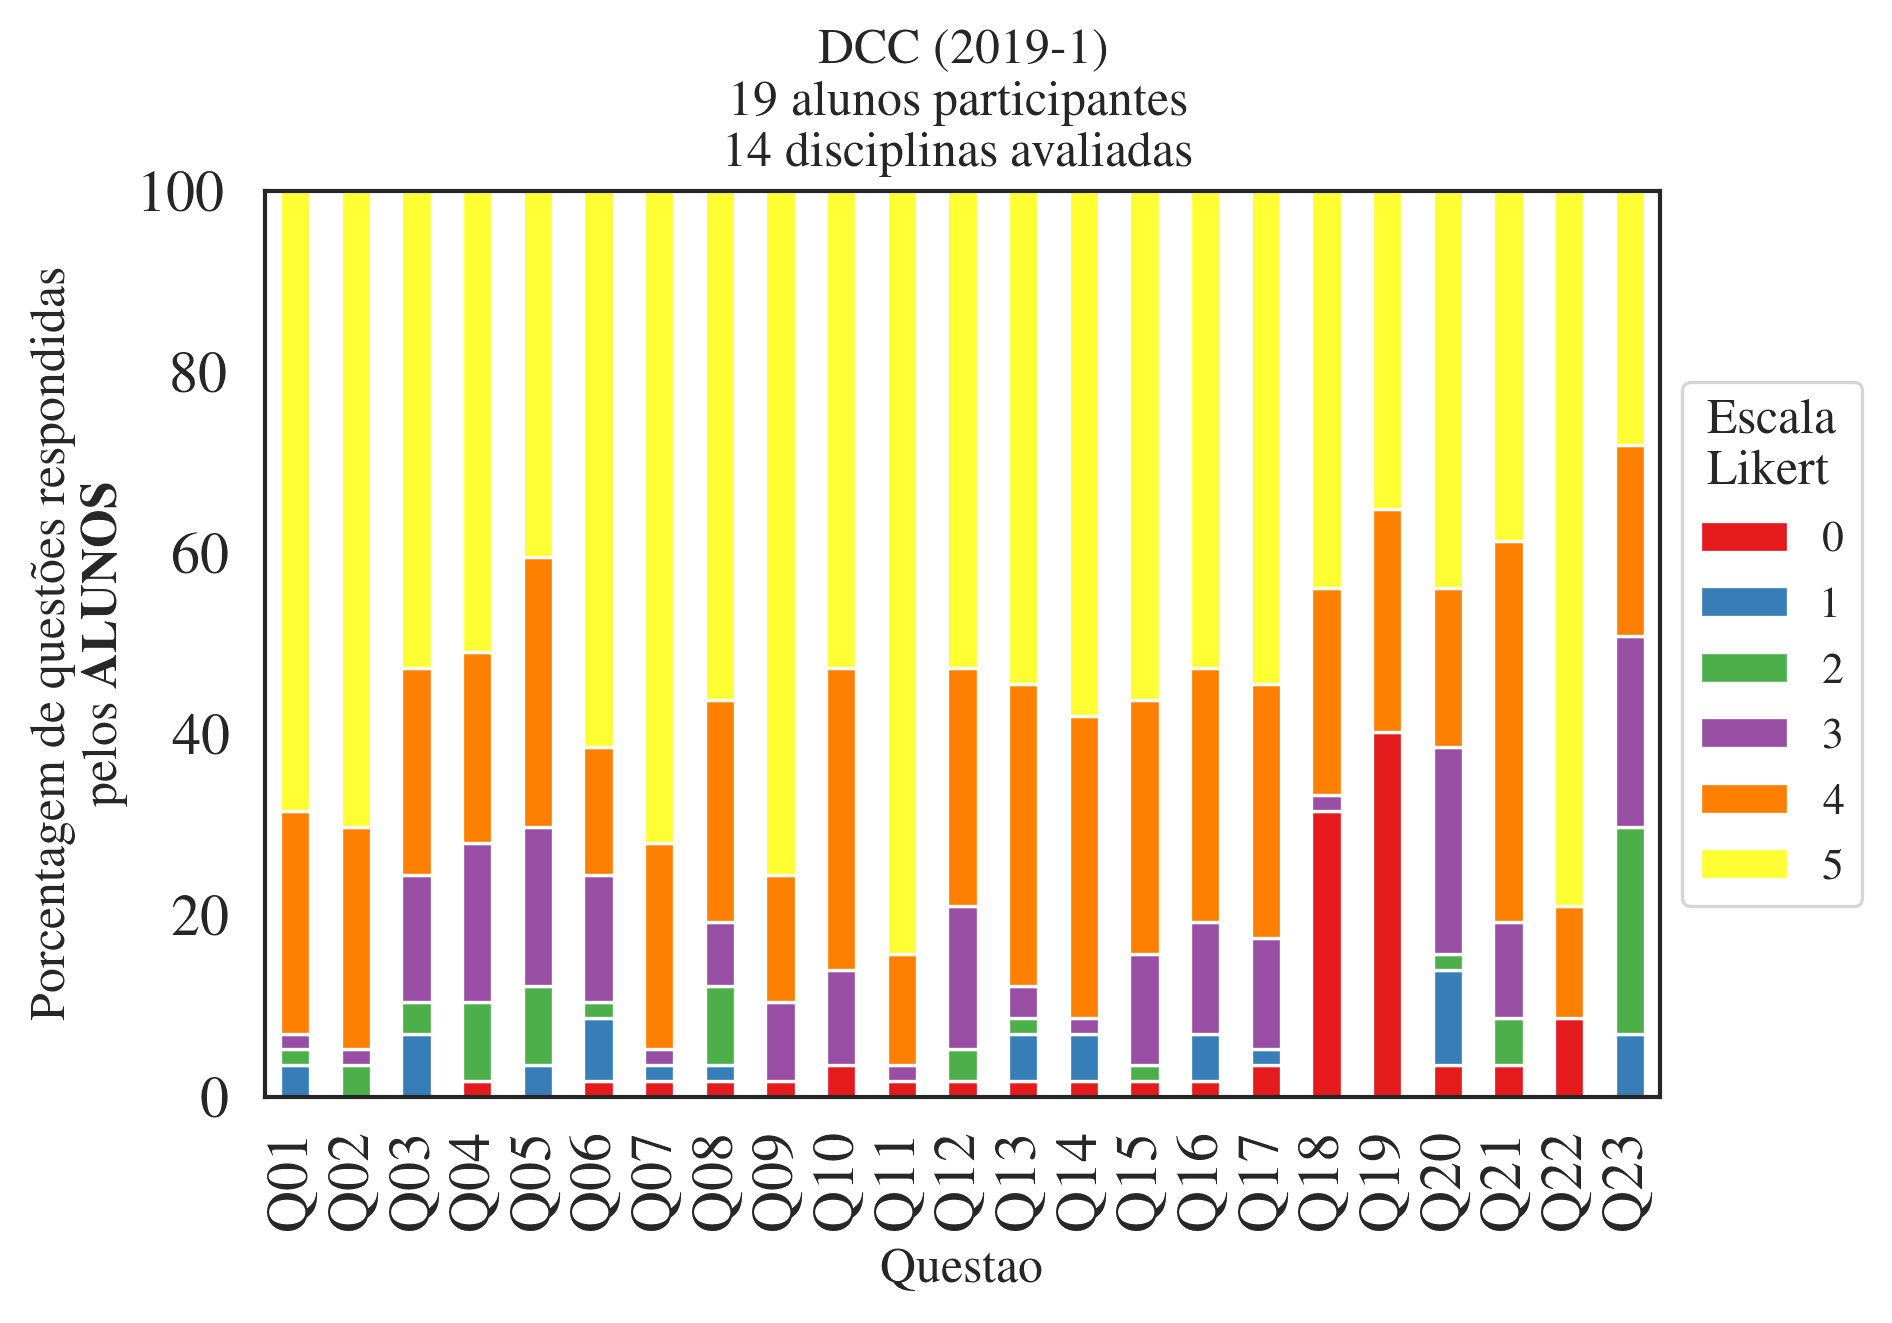 DCC (2019-1)
19 alunos participantes
14 disciplinas avaliadas
Porcentagem de questões respondidas
pelos ALUNOS
100
80
60
40
20
0
Q01
Q02
Q03
Q04
Q05
Q06
Q07
Q08
Q09
Q10
Q11
Q12
Q13
Q14
Q15
Q16
Q17
Q18
Q19
Q20
Q21
Q22
Q23
Questao
Escala
Likert
0
1
2
3
4
5